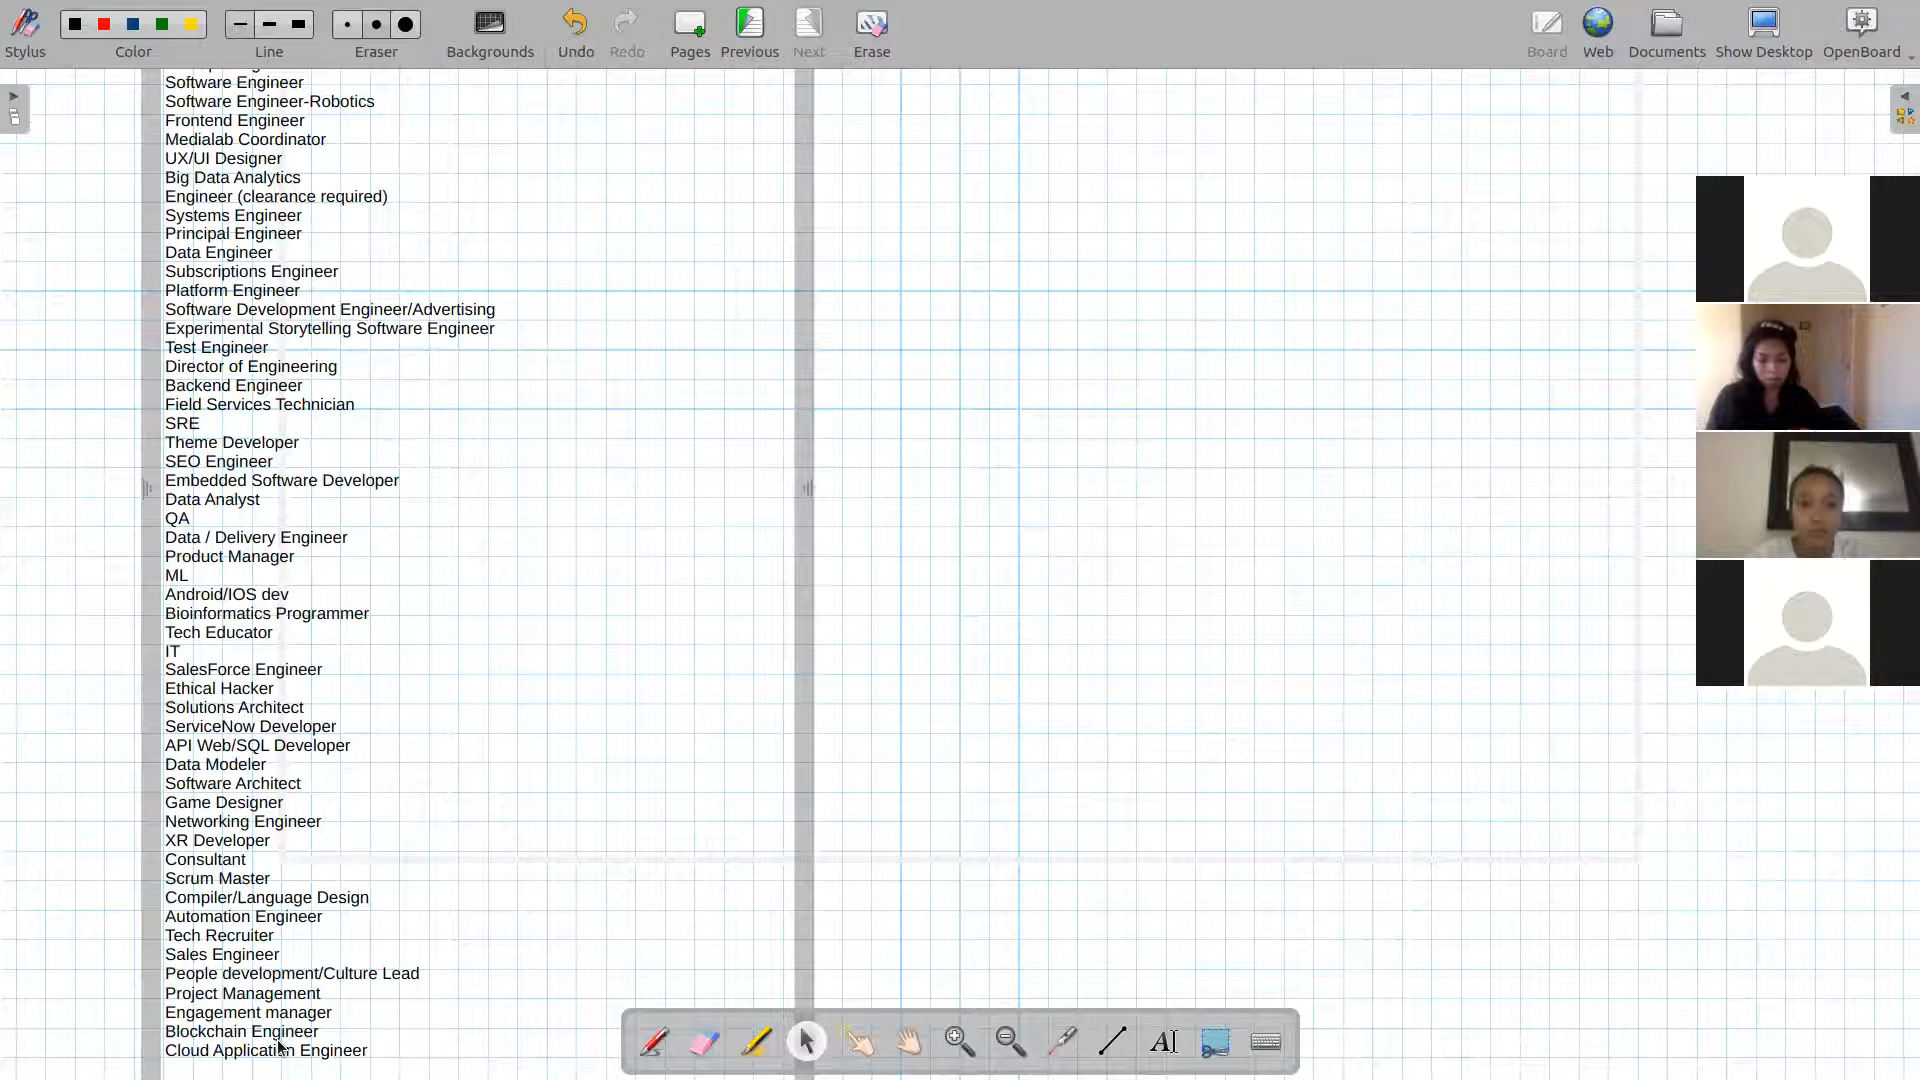 Stylus
Color
Line
Eraser
Backgrounds
Undo
Redo
Pages
Previous
Next
Erase
Board
Web
Documents
Show Desktop
OpenBoard
Software Engineer
Software Engineer-Robotics
Frontend Engineer
Medialab Coordinator
UX/UI Designer
Big Data Analytics
Engineer (clearance required)
Systems Engineer
Principal Engineer
Data Engineer
Subscriptions Engineer
Platform Engineer
Software Development Engineer/Advertising
Experimental Storytelling Software Engineer
Test Engineer
Director of Engineering
Backend Engineer
Field Services Technician
SRE
Theme Developer
SEO Engineer
Embedded Software Developer
Data Analyst
QA
Data / Delivery Engineer
Product Manager
ML
Android/IOS dev
Bioinformatics Programmer
Tech Educator
IT
SalesForce Engineer
Ethical Hacker
Solutions Architect
ServiceNow Developer
API Web/SQL Developer
Data Modeler
Software Architect
Game Designer
Networking Engineer
XR Developer
Consultant
Scrum Master
Compiler/Language Design
Automation Engineer
Tech Recruiter
Sales Engineer
People development/Culture Lead
Project Management
Engagement manager
Blockchain Engineer
Cloud Application Engineer